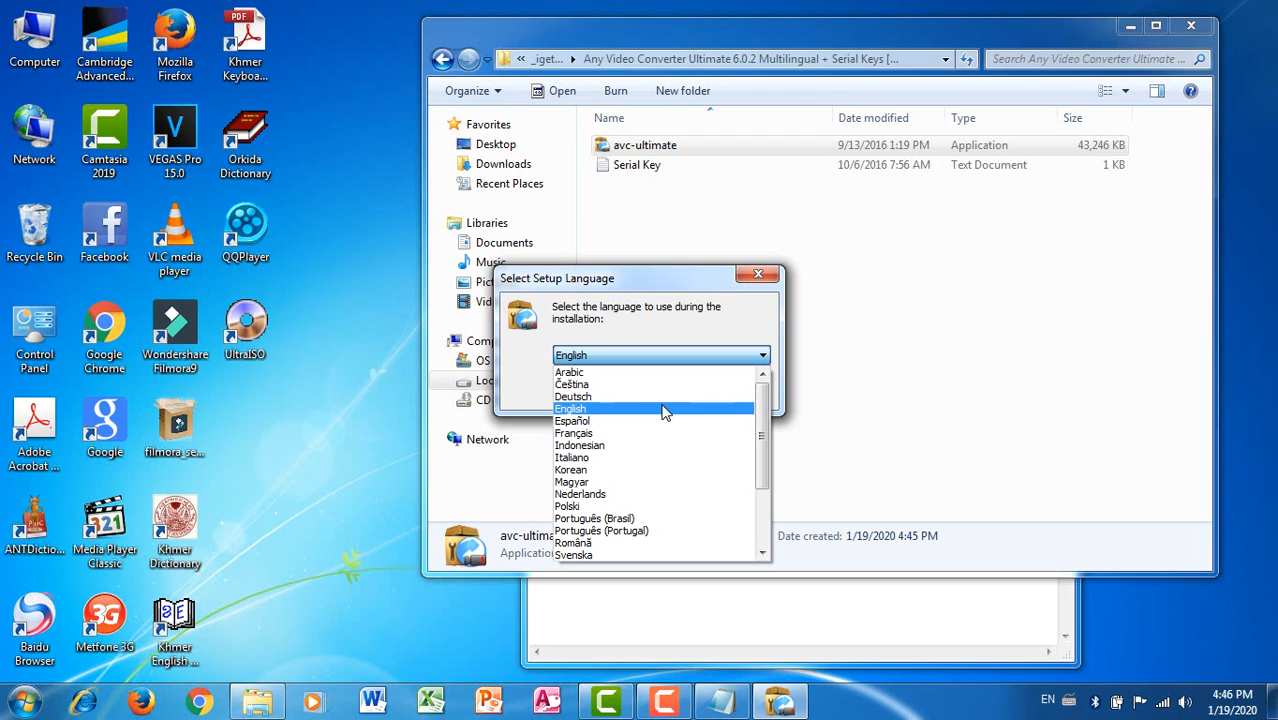 Computer
Cambridge
Advanced...
Mozilla
Firefox
PDF
Khmer
Keyboa...
Network
Camtasia
2019
V
VEGAS Pro
15.0
Orkida
Dictionary
Recycle Bin
Facebook
VLC media
player
QQPlayer
Control
Panel
Google
Chrome
Wondershare
Filmora9
UltraISO
Adobe
Acrobat ...
Google
filmora_se...
ANTDictio...
321
Media Player
Classic
Khmer
Dictionary
Baidu
Browser
3G
Metfone 3G
Khmer
English ...
« _iget... Any Video Converter Ultimate 6.0.2 Multilingual + Serial Keys [...
Search Any Video Converter Ultimate ...
Organize Open Burn New folder
Favorites
Desktop
Downloads
Recent Places
Libraries
Documents
Music
Pict
Vid
Comp
OS
Loc
CD
Network
Name Date modified Type Size
avc-ultimate 9/13/2016 1:19 PM Application 43,246 KB
Serial Key 10/6/2016 7:56 AM Text Document 1 KB
Select Setup Language
Select the language to use during the
installation:
English
Arabic
Čeština
Deutsch
English
Español
Français
Indonesian
Italiano
Korean
Magyar
Nederlands
Polski
Português (Brasil)
Português (Portugal)
Română
Svenska
avc-ultima Date created: 1/19/2020 4:45 PM
Application
EN
4:46 PM
1/19/2020